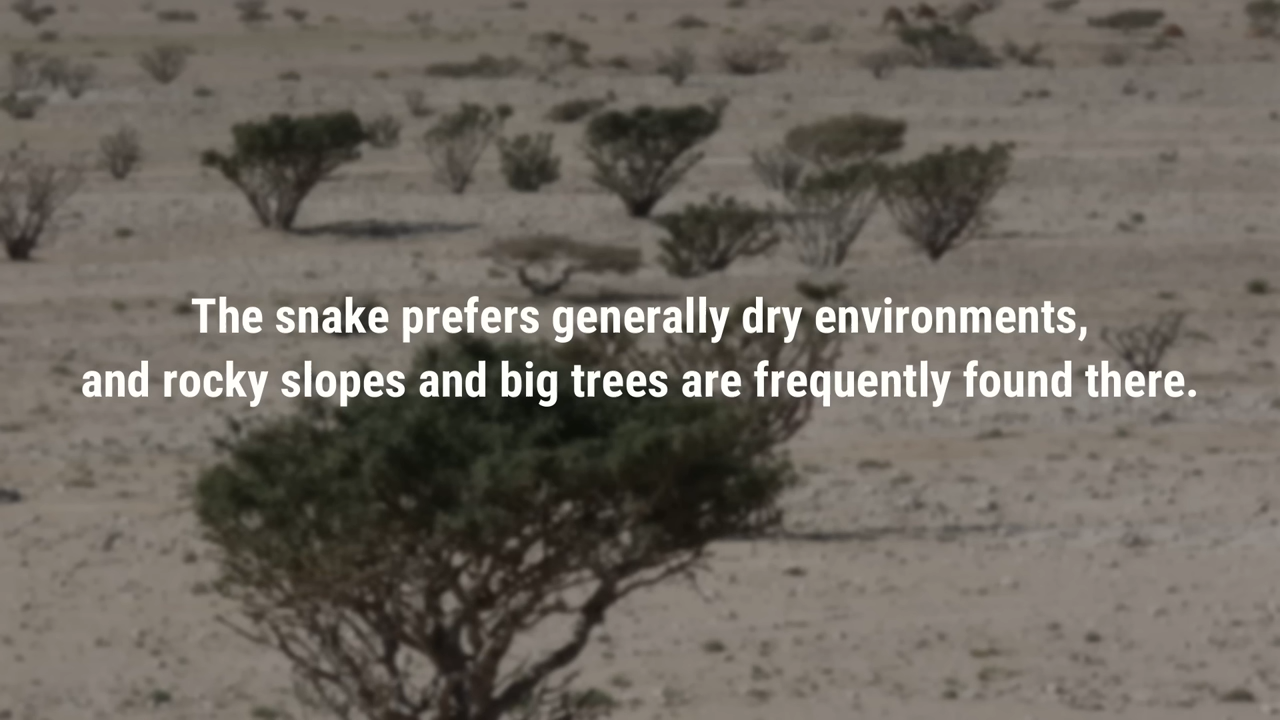 The snake prefers generally dry environments,
and rocky slopes and big trees are frequently found there.